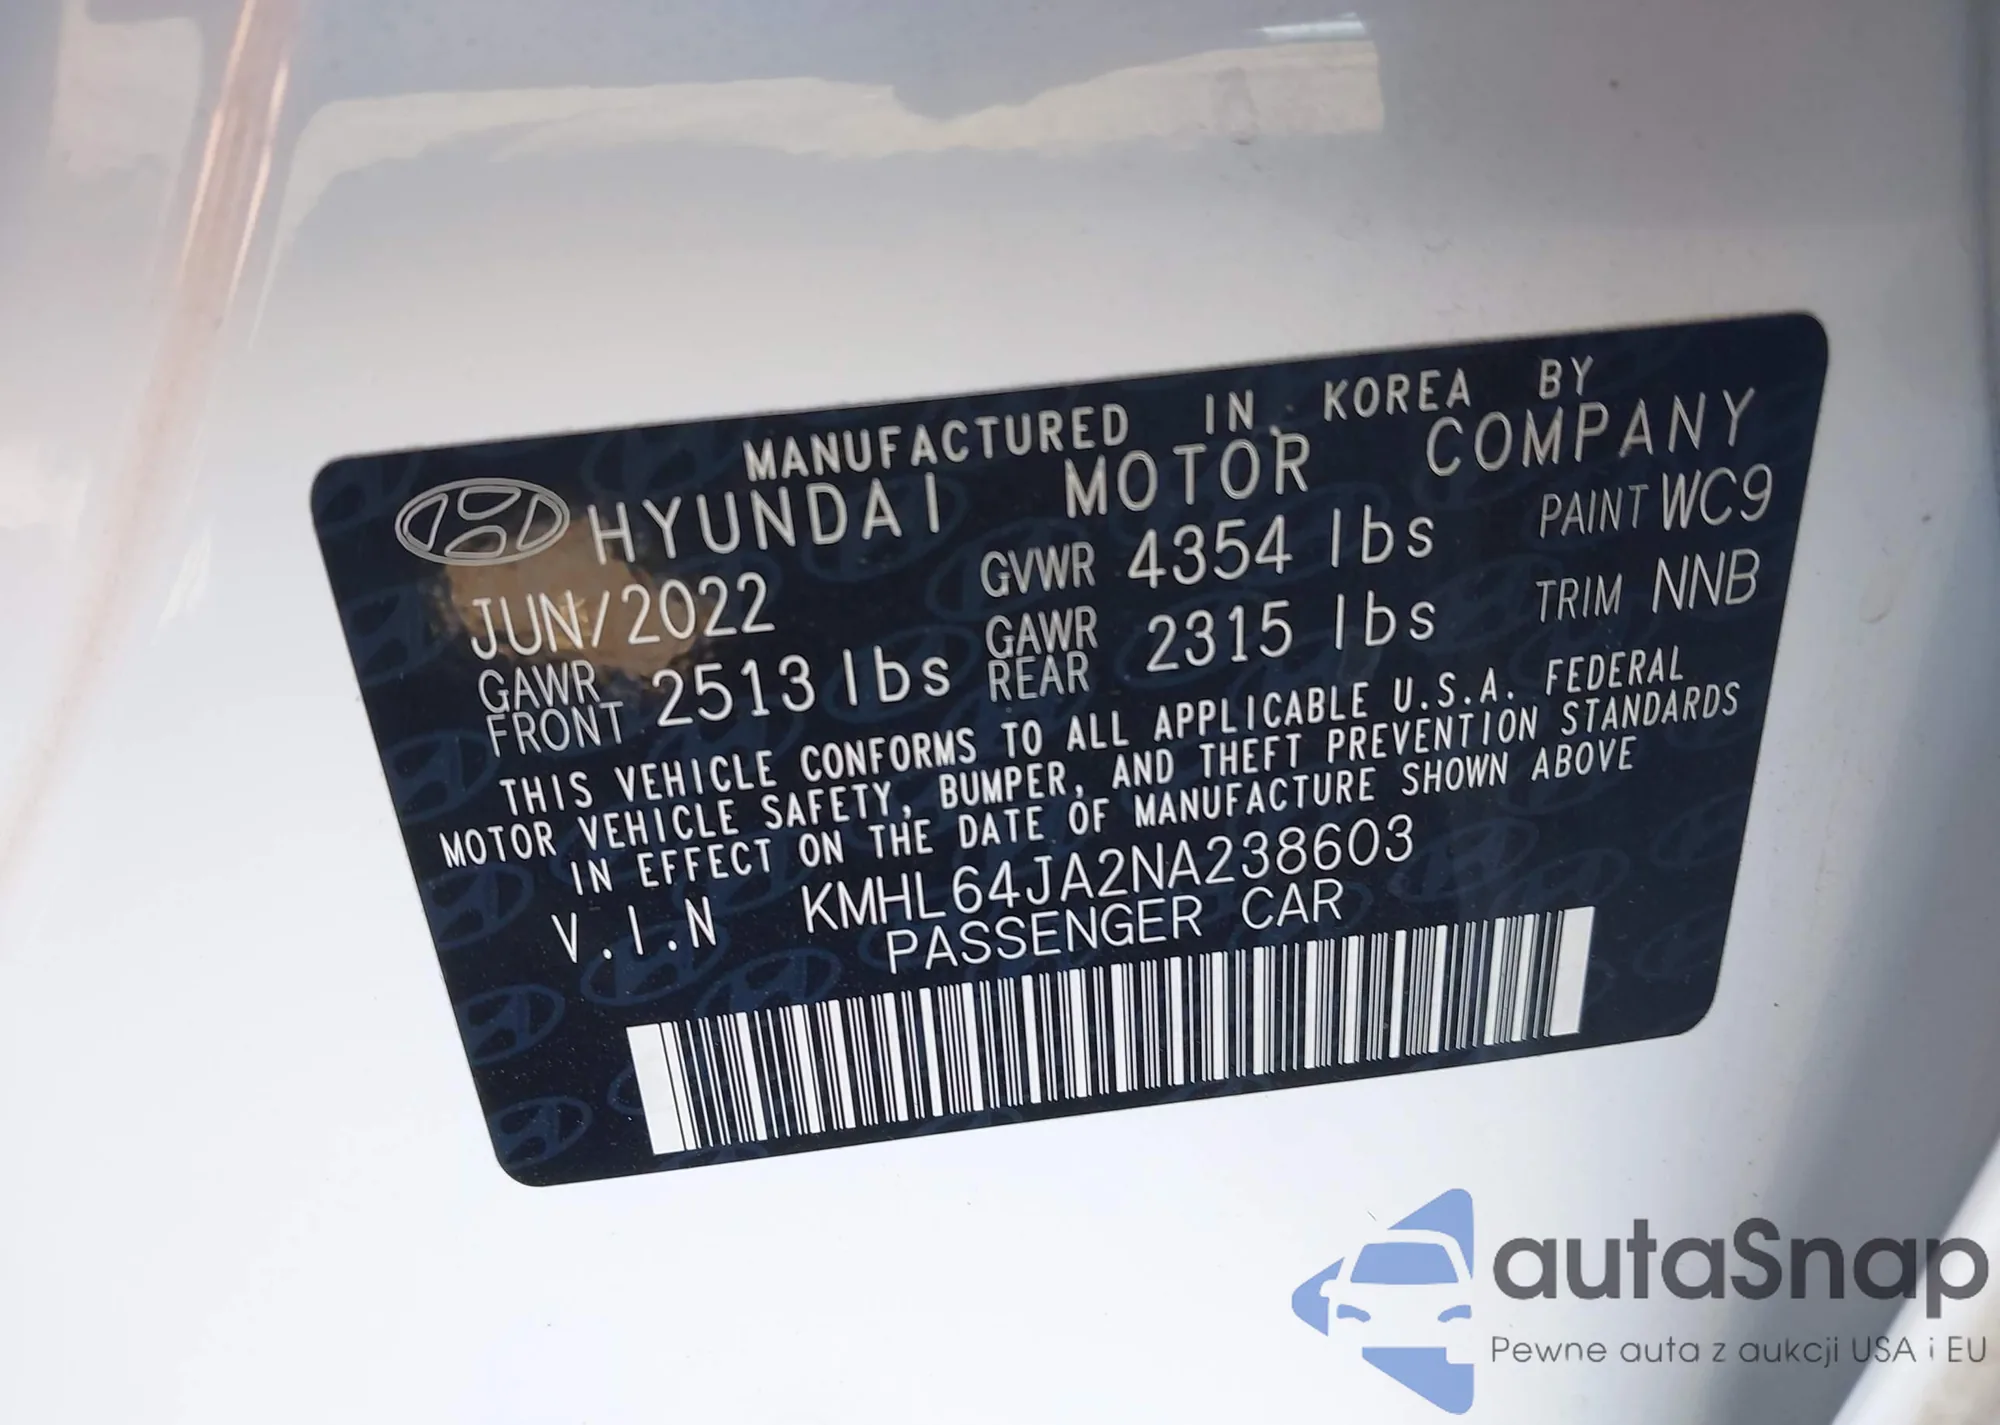 MANUFACTURED IN KOREA BY
HYUNDAI MOTOR COMPANY
JUN/2022 GVWR 4354 lbs PAINT WC9
GAWR FRONT 2513 lbs GAWR REAR 2315 lbs TRIM NNB
THIS VEHICLE CONFORMS TO ALL APPLICABLE U.S.A. FEDERAL
MOTOR VEHICLE SAFETY, BUMPER, AND THEFT PREVENTION STANDARDS
IN EFFECT ON THE DATE OF MANUFACTURE SHOWN ABOVE
V.I.N KMHL64JA2NA238603
PASSENGER CAR
autaSnap
Pewne auta z aukcji USA i EU